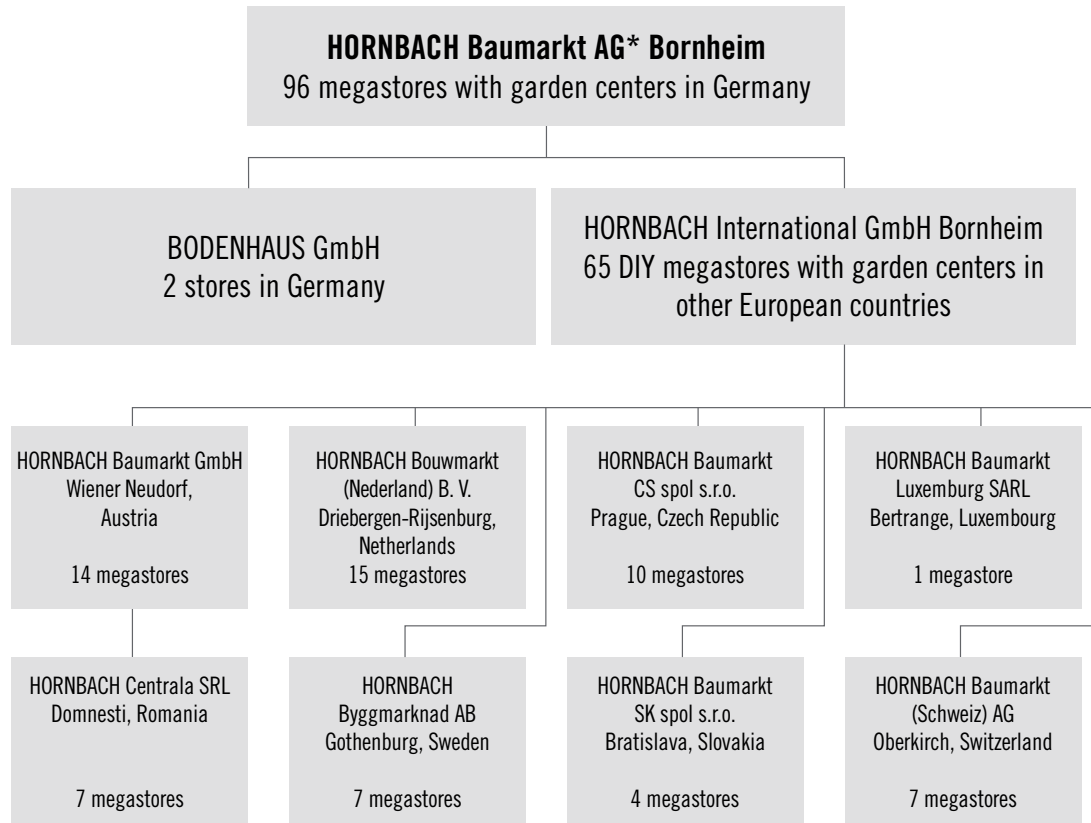 HORNBACH Baumarkt AG* Bornheim
96 megastores with garden centers in Germany
BODENHAUS GmbH
2 stores in Germany
HORNBACH International GmbH Bornheim
65 DIY megastores with garden centers in
other European countries
HORNBACH Baumarkt GmbH
Wiener Neudorf,
Austria
14 megastores
HORNBACH Bouwmarkt
(Nederland) B. V.
Driebergen-Rijsenburg,
Netherlands
15 megastores
HORNBACH Baumarkt
CS spol s.r.o.
Prague, Czech Republic
10 megastores
HORNBACH Baumarkt
Luxemburg SARL
Bertrange, Luxembourg
1 megastore
HORNBACH Centrala SRL
Domnesti, Romania
7 megastores
HORNBACH
Byggmarknad AB
Gothenburg, Sweden
7 megastores
HORNBACH Baumarkt
SK spol s.r.o.
Bratislava, Slovakia
4 megastores
HORNBACH Baumarkt
(Schweiz) AG
Oberkirch, Switzerland
7 megastores